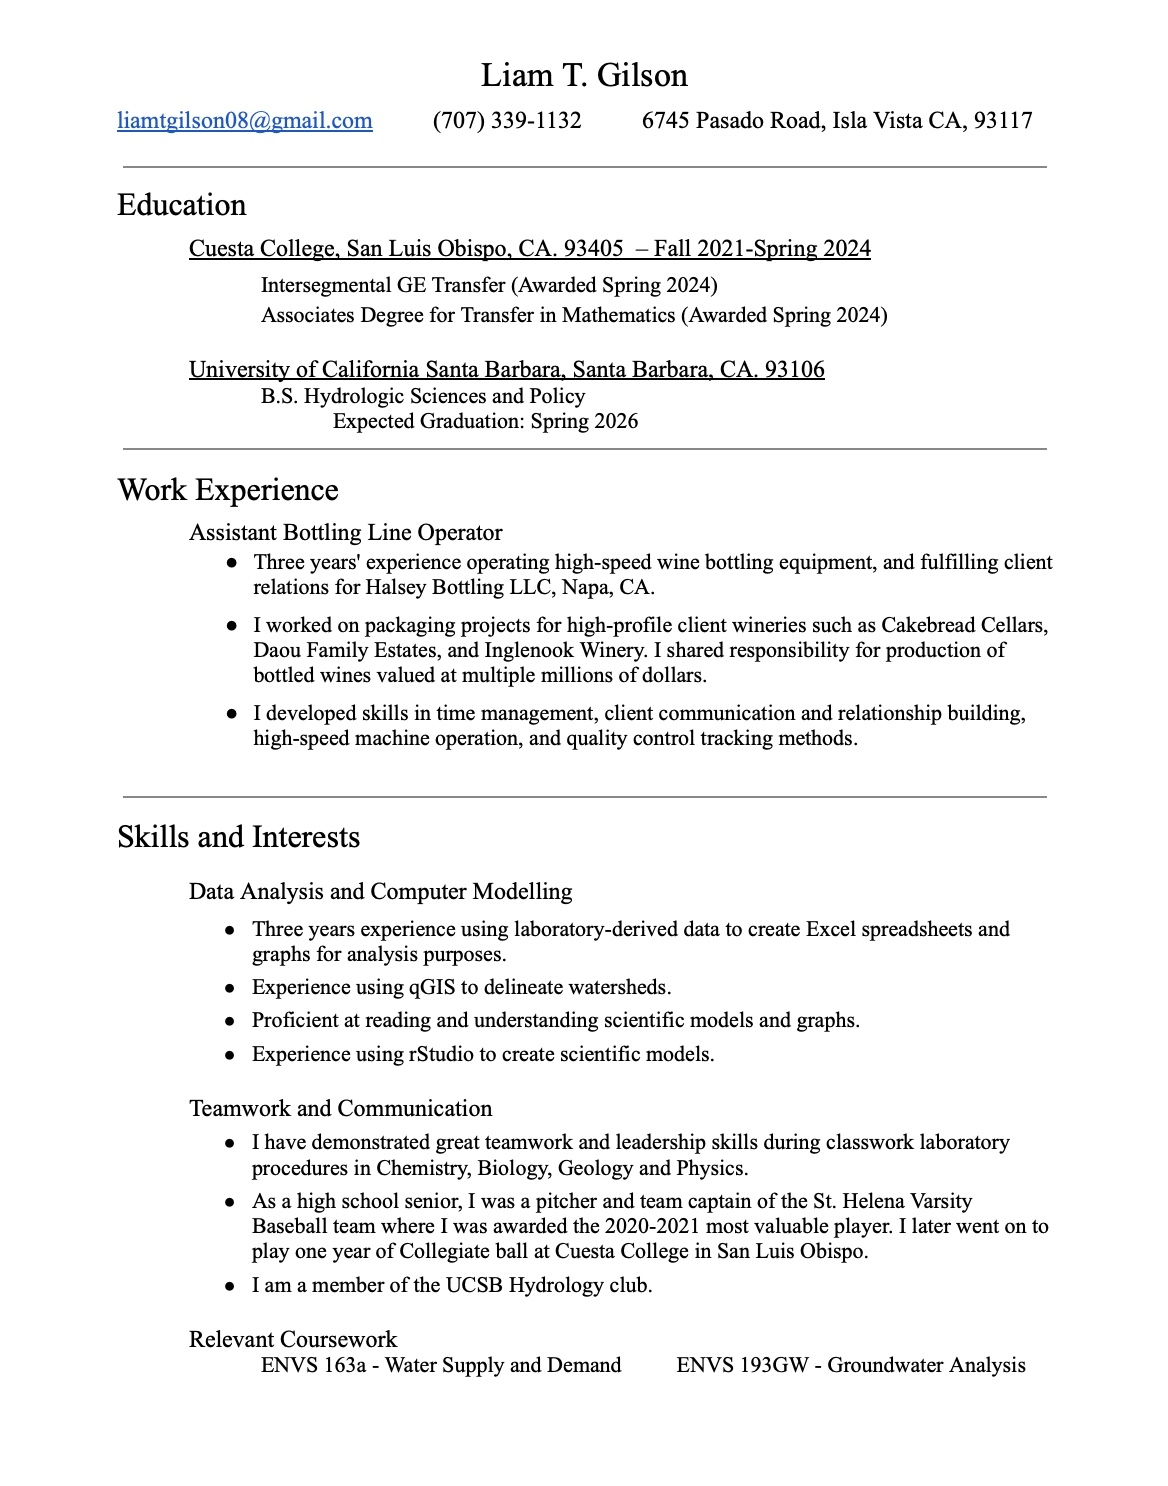 Liam T. Gilson
liamtgilson08@gmail.com (707) 339-1132 6745 Pasado Road, Isla Vista CA, 93117
Education
Cuesta College, San Luis Obispo, CA. 93405 – Fall 2021-Spring 2024
Intersegmental GE Transfer (Awarded Spring 2024)
Associates Degree for Transfer in Mathematics (Awarded Spring 2024)
University of California Santa Barbara, Santa Barbara, CA. 93106
B.S. Hydrologic Sciences and Policy
Expected Graduation: Spring 2026
Work Experience
Assistant Bottling Line Operator
● Three years' experience operating high-speed wine bottling equipment, and fulfilling client
relations for Halsey Bottling LLC, Napa, CA.
● I worked on packaging projects for high-profile client wineries such as Cakebread Cellars,
Daou Family Estates, and Inglenook Winery. I shared responsibility for production of
bottled wines valued at multiple millions of dollars.
● I developed skills in time management, client communication and relationship building,
high-speed machine operation, and quality control tracking methods.
Skills and Interests
Data Analysis and Computer Modelling
● Three years experience using laboratory-derived data to create Excel spreadsheets and
graphs for analysis purposes.
● Experience using qGIS to delineate watersheds.
● Proficient at reading and understanding scientific models and graphs.
● Experience using rStudio to create scientific models.
Teamwork and Communication
● I have demonstrated great teamwork and leadership skills during classwork laboratory
procedures in Chemistry, Biology, Geology and Physics.
● As a high school senior, I was a pitcher and team captain of the St. Helena Varsity
Baseball team where I was awarded the 2020-2021 most valuable player. I later went on to
play one year of Collegiate ball at Cuesta College in San Luis Obispo.
● I am a member of the UCSB Hydrology club.
Relevant Coursework
ENVS 163a - Water Supply and Demand ENVS 193GW - Groundwater Analysis